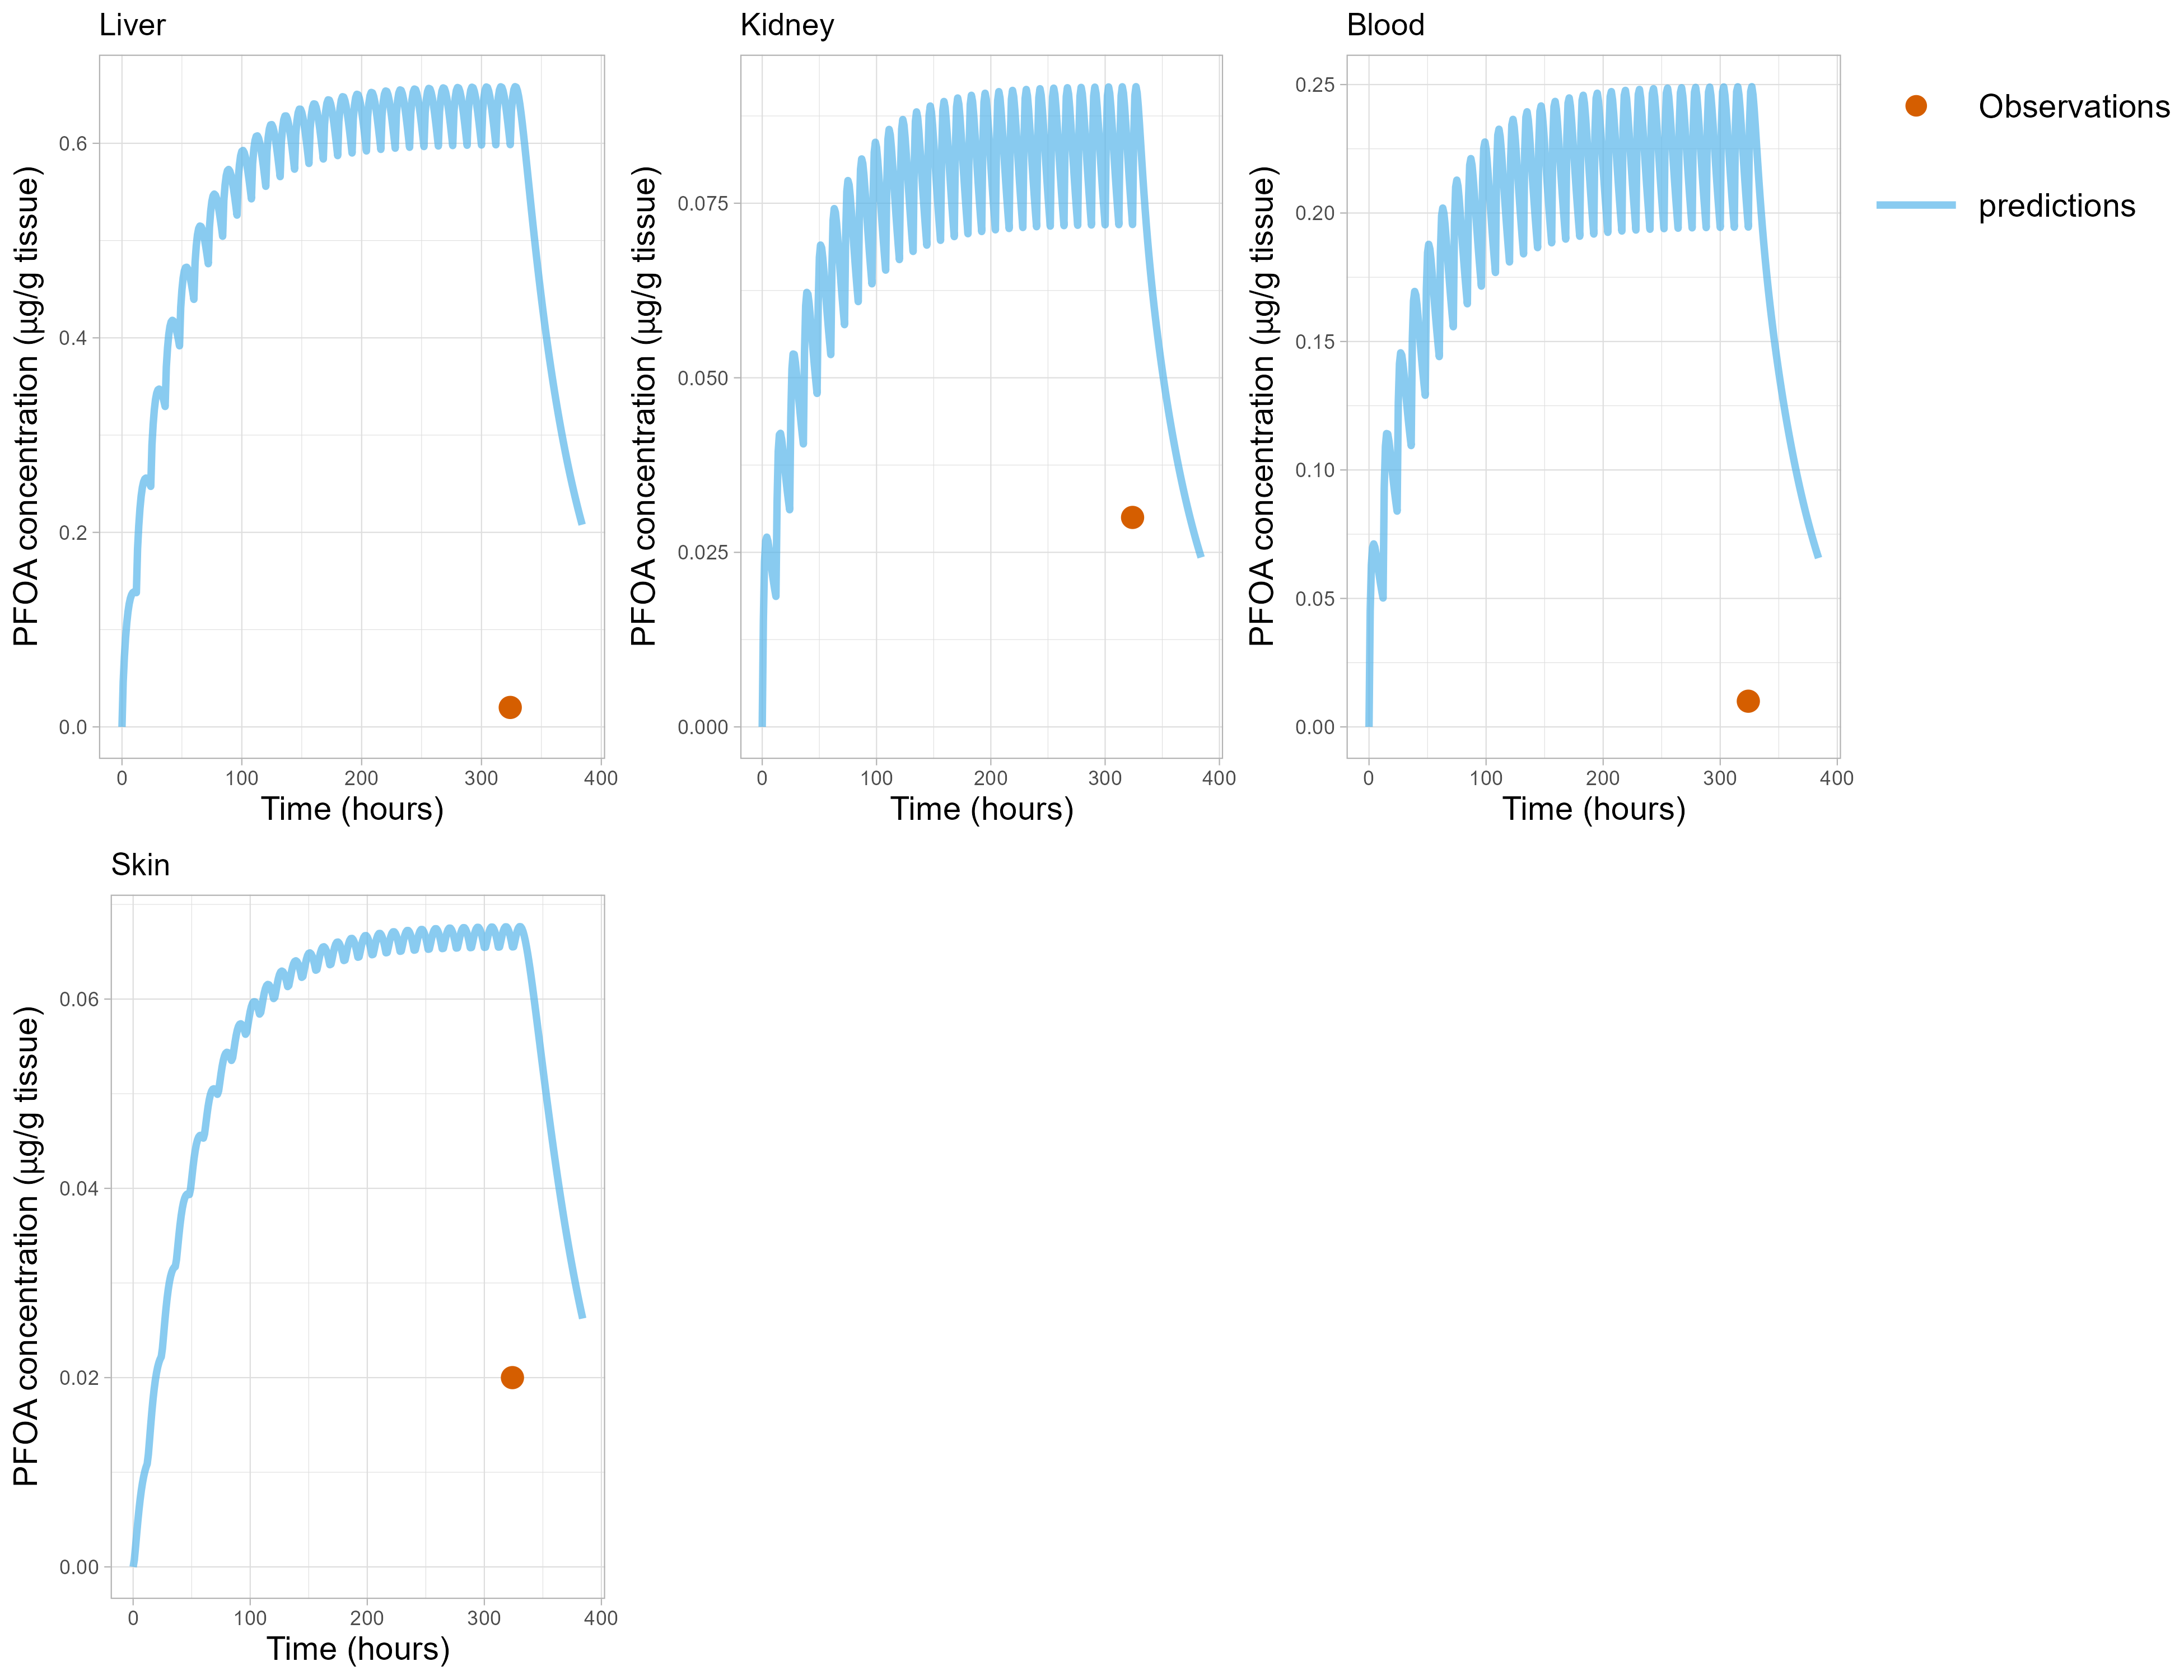 Liver
PFOA concentration (µg/g tissue)
0.6
0.4
0.2
0.0
0 100 200 300 400
Time (hours)
Kidney
PFOA concentration (µg/g tissue)
0.075
0.050
0.025
0.000
0 100 200 300 400
Time (hours)
Blood
PFOA concentration (µg/g tissue)
0.25
0.20
0.15
0.10
0.05
0.00
0 100 200 300 400
Time (hours)
Observations
predictions
Skin
PFOA concentration (µg/g tissue)
0.06
0.04
0.02
0.00
0 100 200 300 400
Time (hours)